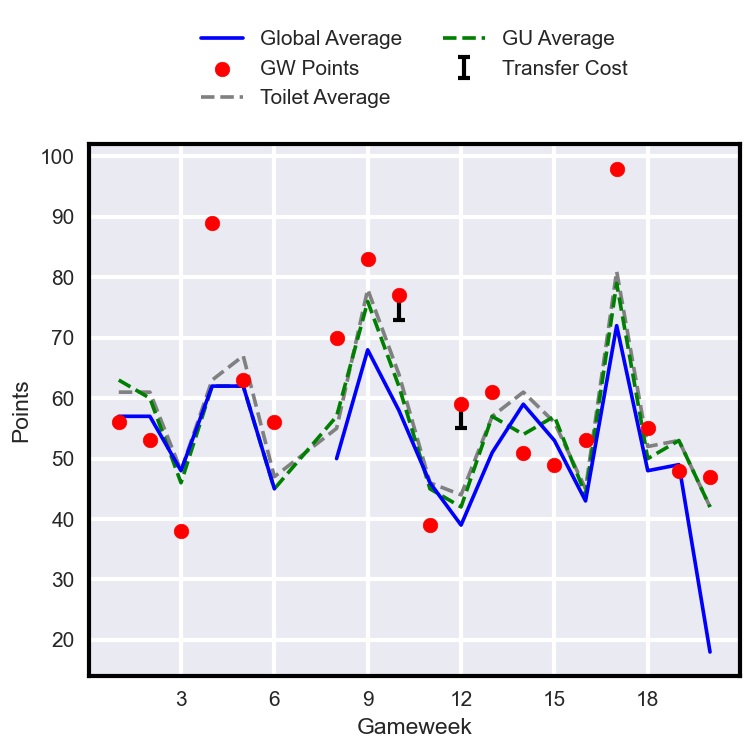 Global Average
GW Points
Toilet Average
GU Average
Transfer Cost
100
90
80
70
60
50
40
30
20
Points
3 6 9 12 15 18
Gameweek